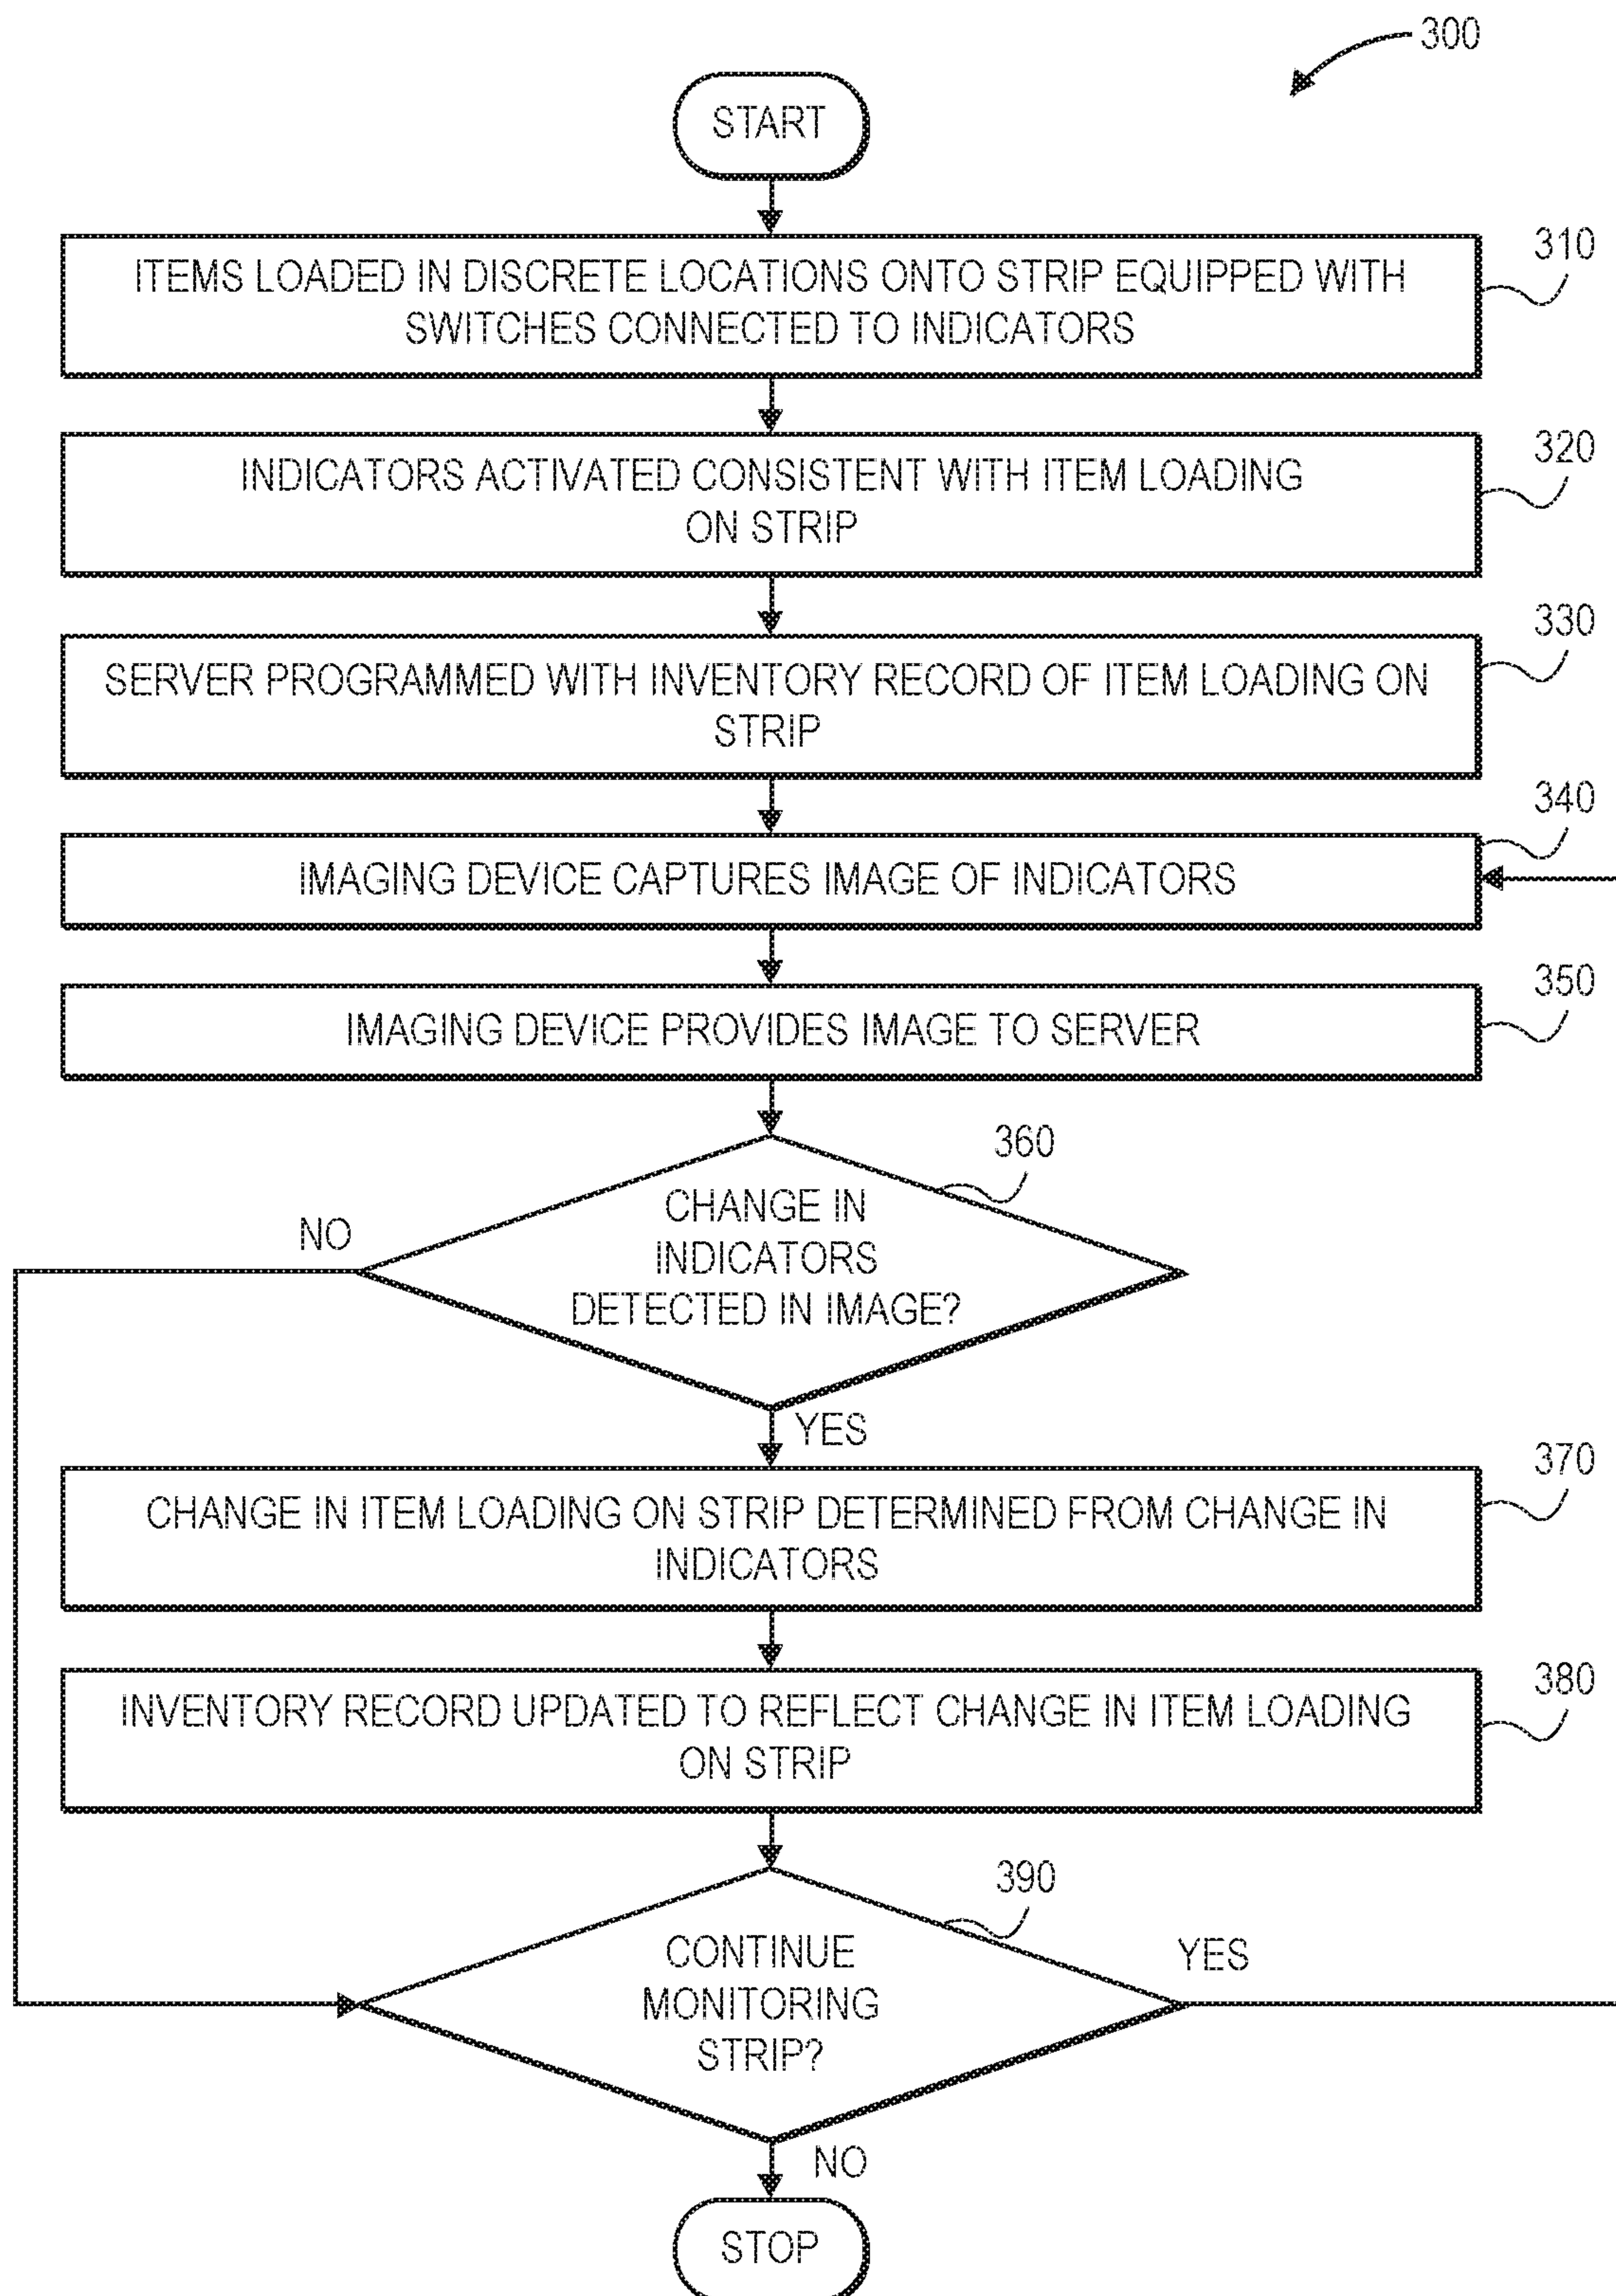 300
START
310
ITEMS LOADED IN DISCRETE LOCATIONS ONTO STRIP EQUIPPED WITH
SWITCHES CONNECTED TO INDICATORS
320
INDICATORS ACTIVATED CONSISTENT WITH ITEM LOADING
ON STRIP
330
SERVER PROGRAMMED WITH INVENTORY RECORD OF ITEM LOADING ON
STRIP
340
IMAGING DEVICE CAPTURES IMAGE OF INDICATORS
350
IMAGING DEVICE PROVIDES IMAGE TO SERVER
360
CHANGE IN
INDICATORS
DETECTED IN IMAGE?
NO
YES
370
CHANGE IN ITEM LOADING ON STRIP DETERMINED FROM CHANGE IN
INDICATORS
380
INVENTORY RECORD UPDATED TO REFLECT CHANGE IN ITEM LOADING
ON STRIP
390
CONTINUE
MONITORING
STRIP?
YES
NO
STOP